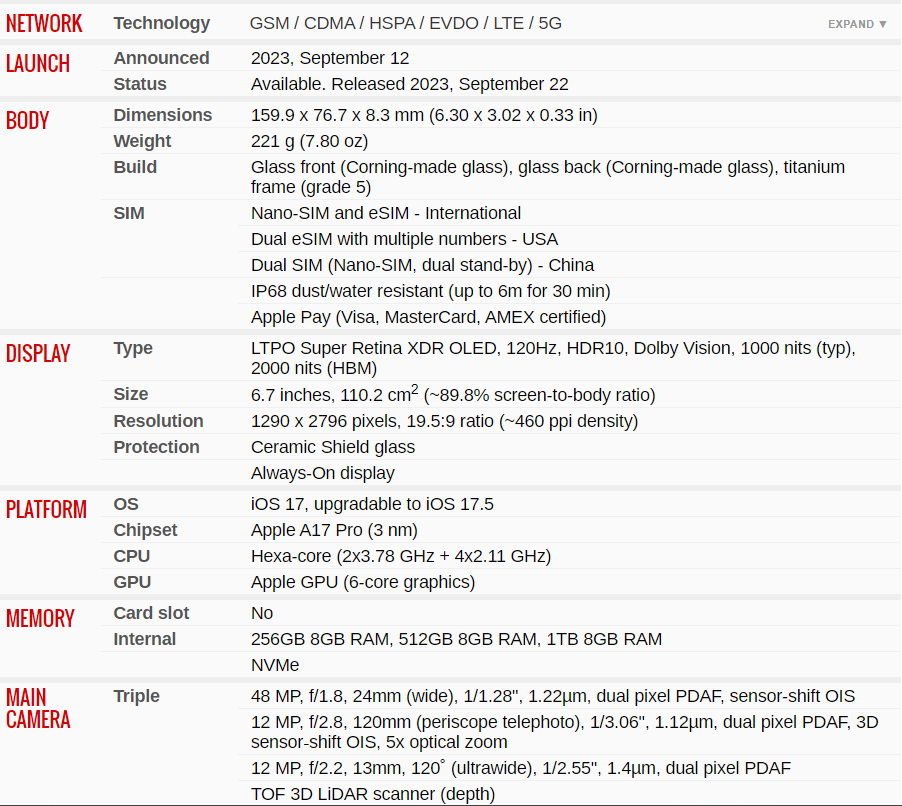 NETWORK Technology GSM / CDMA / HSPA / EVDO / LTE / 5G EXPAND ▼
LAUNCH Announced 2023, September 12
Status Available. Released 2023, September 22
BODY Dimensions 159.9 x 76.7 x 8.3 mm (6.30 x 3.02 x 0.33 in)
Weight 221 g (7.80 oz)
Build Glass front (Corning-made glass), glass back (Corning-made glass), titanium
frame (grade 5)
SIM Nano-SIM and eSIM - International
Dual eSIM with multiple numbers - USA
Dual SIM (Nano-SIM, dual stand-by) - China
IP68 dust/water resistant (up to 6m for 30 min)
Apple Pay (Visa, MasterCard, AMEX certified)
DISPLAY Type LTPO Super Retina XDR OLED, 120Hz, HDR10, Dolby Vision, 1000 nits (typ),
2000 nits (HBM)
Size 6.7 inches, 110.2 cm² (~89.8% screen-to-body ratio)
Resolution 1290 x 2796 pixels, 19.5:9 ratio (~460 ppi density)
Protection Ceramic Shield glass
Always-On display
PLATFORM OS iOS 17, upgradable to iOS 17.5
Chipset Apple A17 Pro (3 nm)
CPU Hexa-core (2x3.78 GHz + 4x2.11 GHz)
GPU Apple GPU (6-core graphics)
MEMORY Card slot No
Internal 256GB 8GB RAM, 512GB 8GB RAM, 1TB 8GB RAM
NVMe
MAIN CAMERA Triple 48 MP, f/1.8, 24mm (wide), 1/1.28", 1.22µm, dual pixel PDAF, sensor-shift OIS
12 MP, f/2.8, 120mm (periscope telephoto), 1/3.06", 1.12µm, dual pixel PDAF, 3D
sensor-shift OIS, 5x optical zoom
12 MP, f/2.2, 13mm, 120˚ (ultrawide), 1/2.55", 1.4µm, dual pixel PDAF
TOF 3D LiDAR scanner (depth)